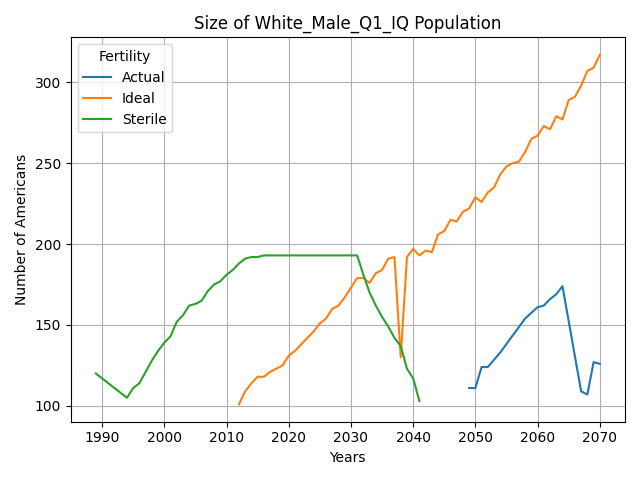 Size of White_Male_Q1_IQ Population
Fertility
Actual
Ideal
Sterile
Number of Americans
300
250
200
150
100
1990 2000 2010 2020 2030 2040 2050 2060 2070
Years